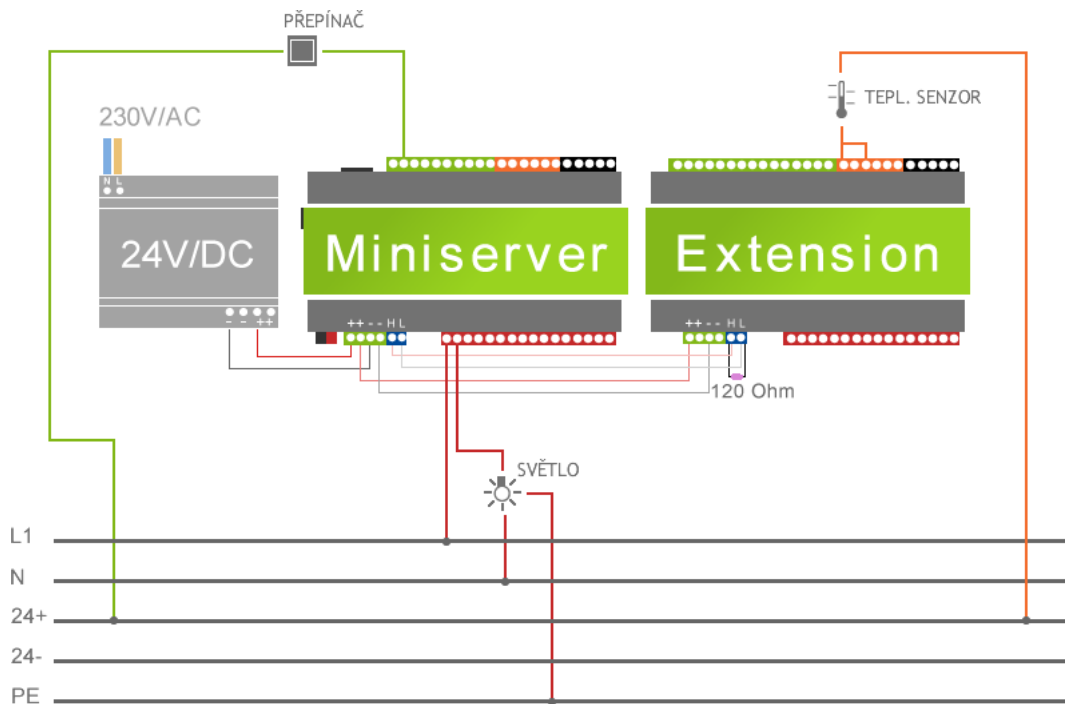 PŘEPÍNAČ
230V/AC
TEPL. SENZOR
N L
24V/DC
Miniserver
Extension
- - ++
++ -- H L
++ -- H L
120 Ohm
SVĚTLO
L1
N
24+
24-
PE